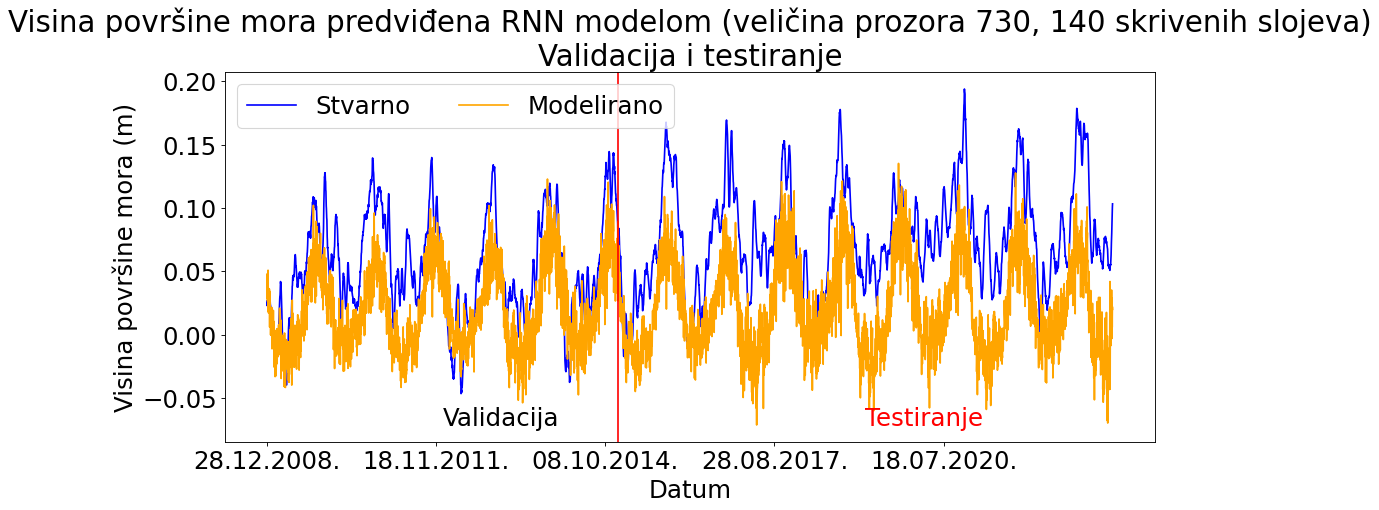 Visina površine mora predviđena RNN modelom (veličina prozora 730, 140 skrivenih slojeva)
Validacija i testiranje
Stvarno
Modelirano
Visina površine mora (m)
0.20
0.15
0.10
0.05
0.00
−0.05
Validacija
Testiranje
28.12.2008.
18.11.2011.
08.10.2014.
28.08.2017.
18.07.2020.
Datum